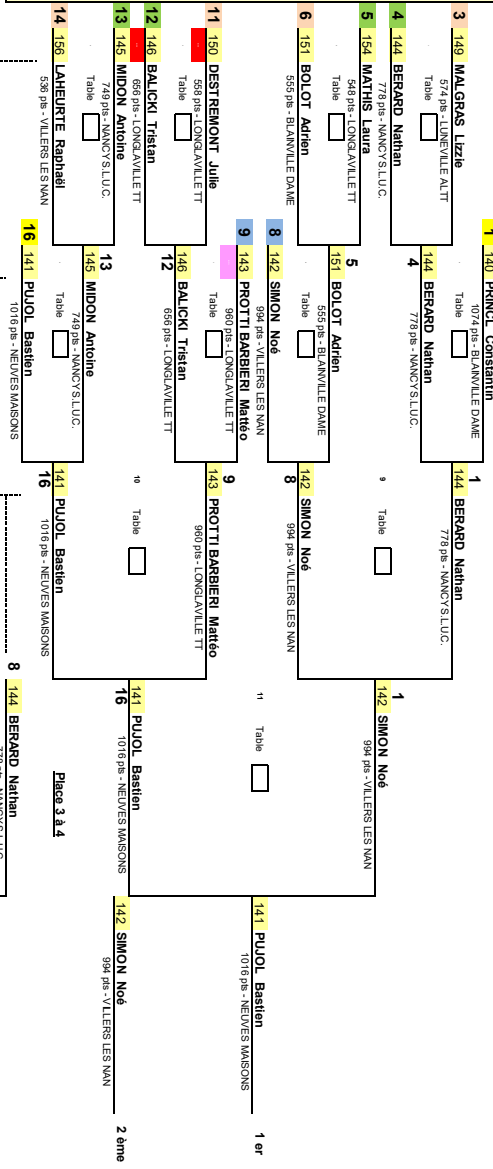 1 140 PRINCE Constantin
1074 pts - BLAINVILLE DAME
3 149 MALGRAS Lizzie
574 pts - LUNEVILLE ALTT
Table
Table
4 144 BERARD Nathan
778 pts - NANCY S.L.U.C.
4 144 BERARD Nathan
778 pts - NANCY S.L.U.C.
1 144 BERARD Nathan
778 pts - NANCY S.L.U.C.
9 Table
5 154 MATHIS Laura
548 pts - LONGLAVILLE TT
6 151 BOLOT Adrien
555 pts - BLAINVILLE DAME
5 151 BOLOT Adrien
555 pts - BLAINVILLE DAME
Table
8 142 SIMON Noé
994 pts - VILLERS LES NAN
8 142 SIMON Noé
994 pts - VILLERS LES NAN
1 142 SIMON Noé
994 pts - VILLERS LES NAN
11 Table
141 PUJOL Bastien
1016 pts - NEUVES MAISONS
1 er
9 143 PROTTI BARBIERI Mattéo
960 pts - LONGLAVILLE TT
Table
11 150 DESTREMONT Julie
558 pts - LONGLAVILLE TT
12 146 BALICKI Tristan
656 pts - LONGLAVILLE TT
12 146 BALICKI Tristan
656 pts - LONGLAVILLE TT
9 143 PROTTI BARBIERI Mattéo
960 pts - LONGLAVILLE TT
10 Table
13 145 MIDON Antoine
749 pts - NANCY S.L.U.C.
Table
14 156 LAHEURTE Raphaël
536 pts - VILLERS LES NAN
13 145 MIDON Antoine
749 pts - NANCY S.L.U.C.
Table
16 141 PUJOL Bastien
1016 pts - NEUVES MAISONS
16 141 PUJOL Bastien
1016 pts - NEUVES MAISONS
16 141 PUJOL Bastien
1016 pts - NEUVES MAISONS
142 SIMON Noé
994 pts - VILLERS LES NAN
2 ème
Place 3 à 4
8 144 BERARD Nathan